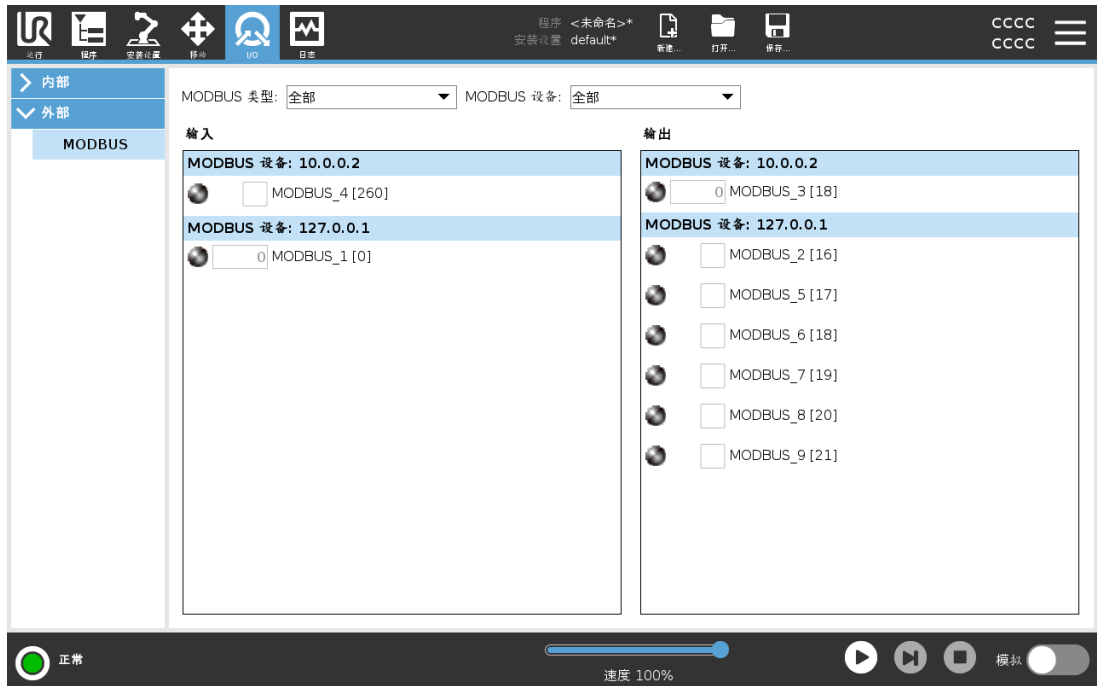 UR
运行 程序 安装设置 移动 I/O 日志
程序 <未命名>*
安装设置 default*
新建... 打开... 保存...
CCCC
CCCC
内部
外部
MODBUS
MODBUS 类型: 全部 MODBUS 设备: 全部
输入
MODBUS 设备: 10.0.0.2
MODBUS_4 [260]
MODBUS 设备: 127.0.0.1
0 MODBUS_1 [0]
输出
MODBUS 设备: 10.0.0.2
0 MODBUS_3 [18]
MODBUS 设备: 127.0.0.1
MODBUS_2 [16]
MODBUS_5 [17]
MODBUS_6 [18]
MODBUS_7 [19]
MODBUS_8 [20]
MODBUS_9 [21]
正常
速度 100%
模拟